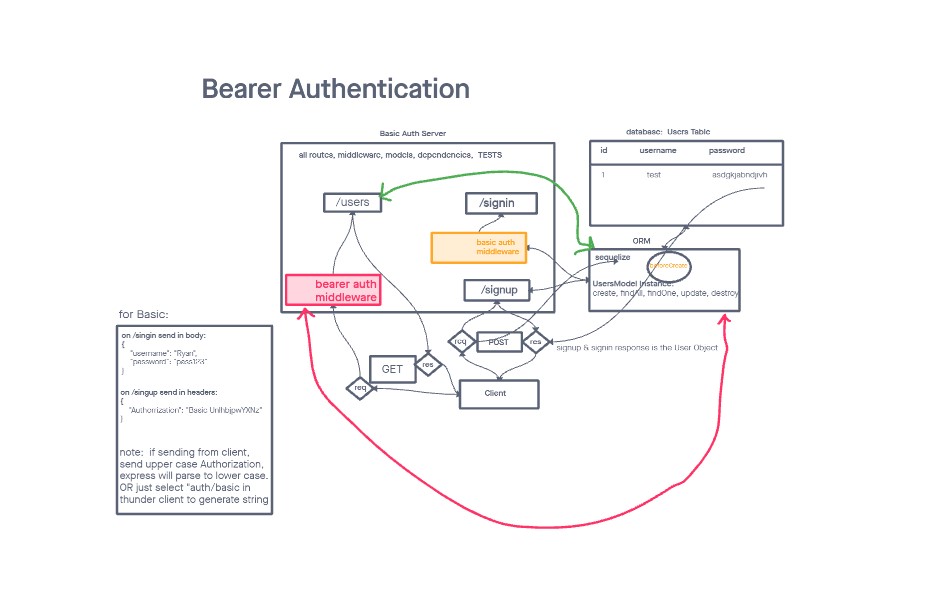 Bearer Authentication
Basic Auth Server
all routes, middleware, models, dependencies, TESTS
/users
/signin
basic auth
middleware
bearer auth
middleware
/signup
database: Users Table
id username password
1 test asdgkjabndjivh
ORM
sequelize
beforeCreate
UsersModel Instance:
create, findAll, findOne, update, destroy
req
POST
res
signup & signin response is the User Object
GET
res
req
Client
for Basic:
on /singin send in body:
{
"username": "Ryan",
"password": "pass123"
}
on /singup send in headers:
{
"Authorrization": "Basic
}
note: if sending from client,
send upper case Authorization,
express will parse to lower case.
OR just select "auth/basic in
thunder client to generate string